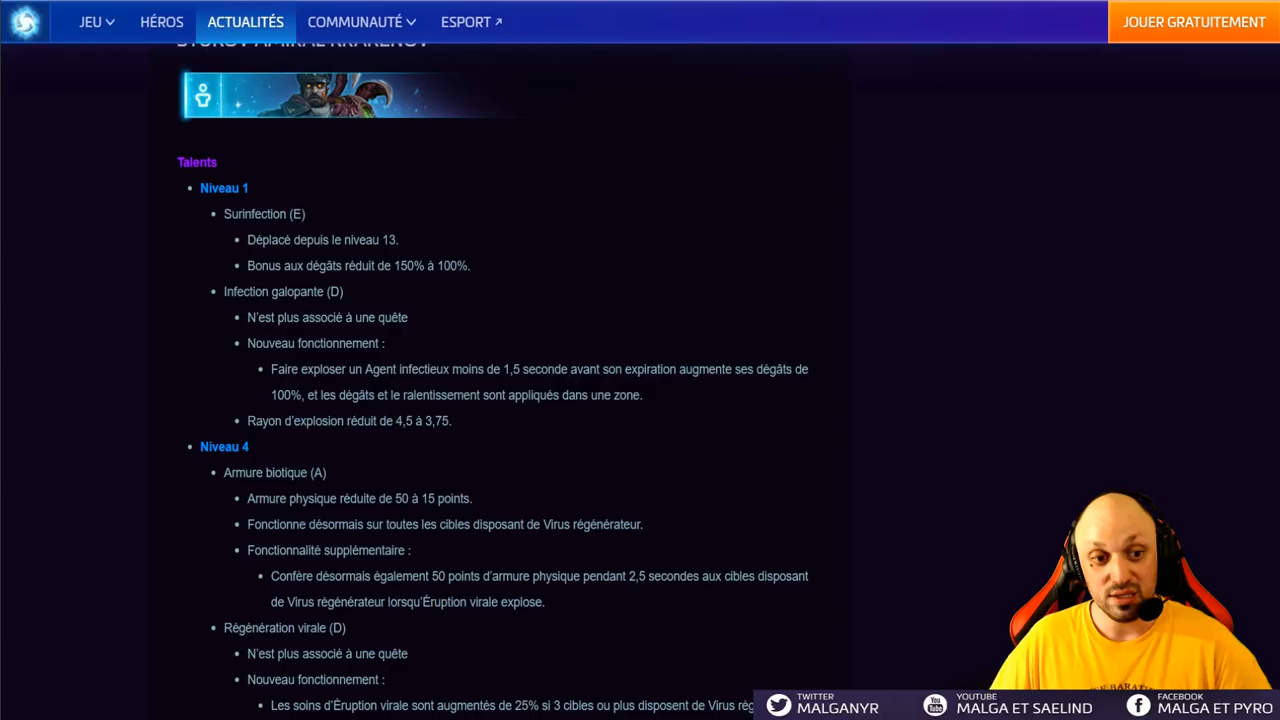 JEU HÉROS ACTUALITÉS COMMUNAUTÉ ESPORT JOUER GRATUITEMENT
STUKOV AMIRAL KRAKENOV
Talents
Niveau 1
Surinfection (E)
Déplacé depuis le niveau 13.
Bonus aux dégâts réduit de 150% à 100%.
Infection galopante (D)
N'est plus associé à une quête
Nouveau fonctionnement :
Faire exploser un Agent infectieux moins de 1,5 seconde avant son expiration augmente ses dégâts de
100%, et les dégâts et le ralentissement sont appliqués dans une zone.
Rayon d'explosion réduit de 4,5 à 3,75.
Niveau 4
Armure biotique (A)
Armure physique réduite de 50 à 15 points.
Fonctionne désormais sur toutes les cibles disposant de Virus régénérateur.
Fonctionnalité supplémentaire :
Confère désormais également 50 points d'armure physique pendant 2,5 secondes aux cibles disposant
de Virus régénérateur lorsqu'Éruption virale explose.
Régénération virale (D)
N'est plus associé à une quête
Nouveau fonctionnement :
Les soins d'Éruption virale sont augmentés de 25% si 3 cibles ou plus disposent de Virus rég
TWITTER
MALGANYR
YOUTUBE
MALGA ET SAELIND
FACEBOOK
MALGA ET PYRO